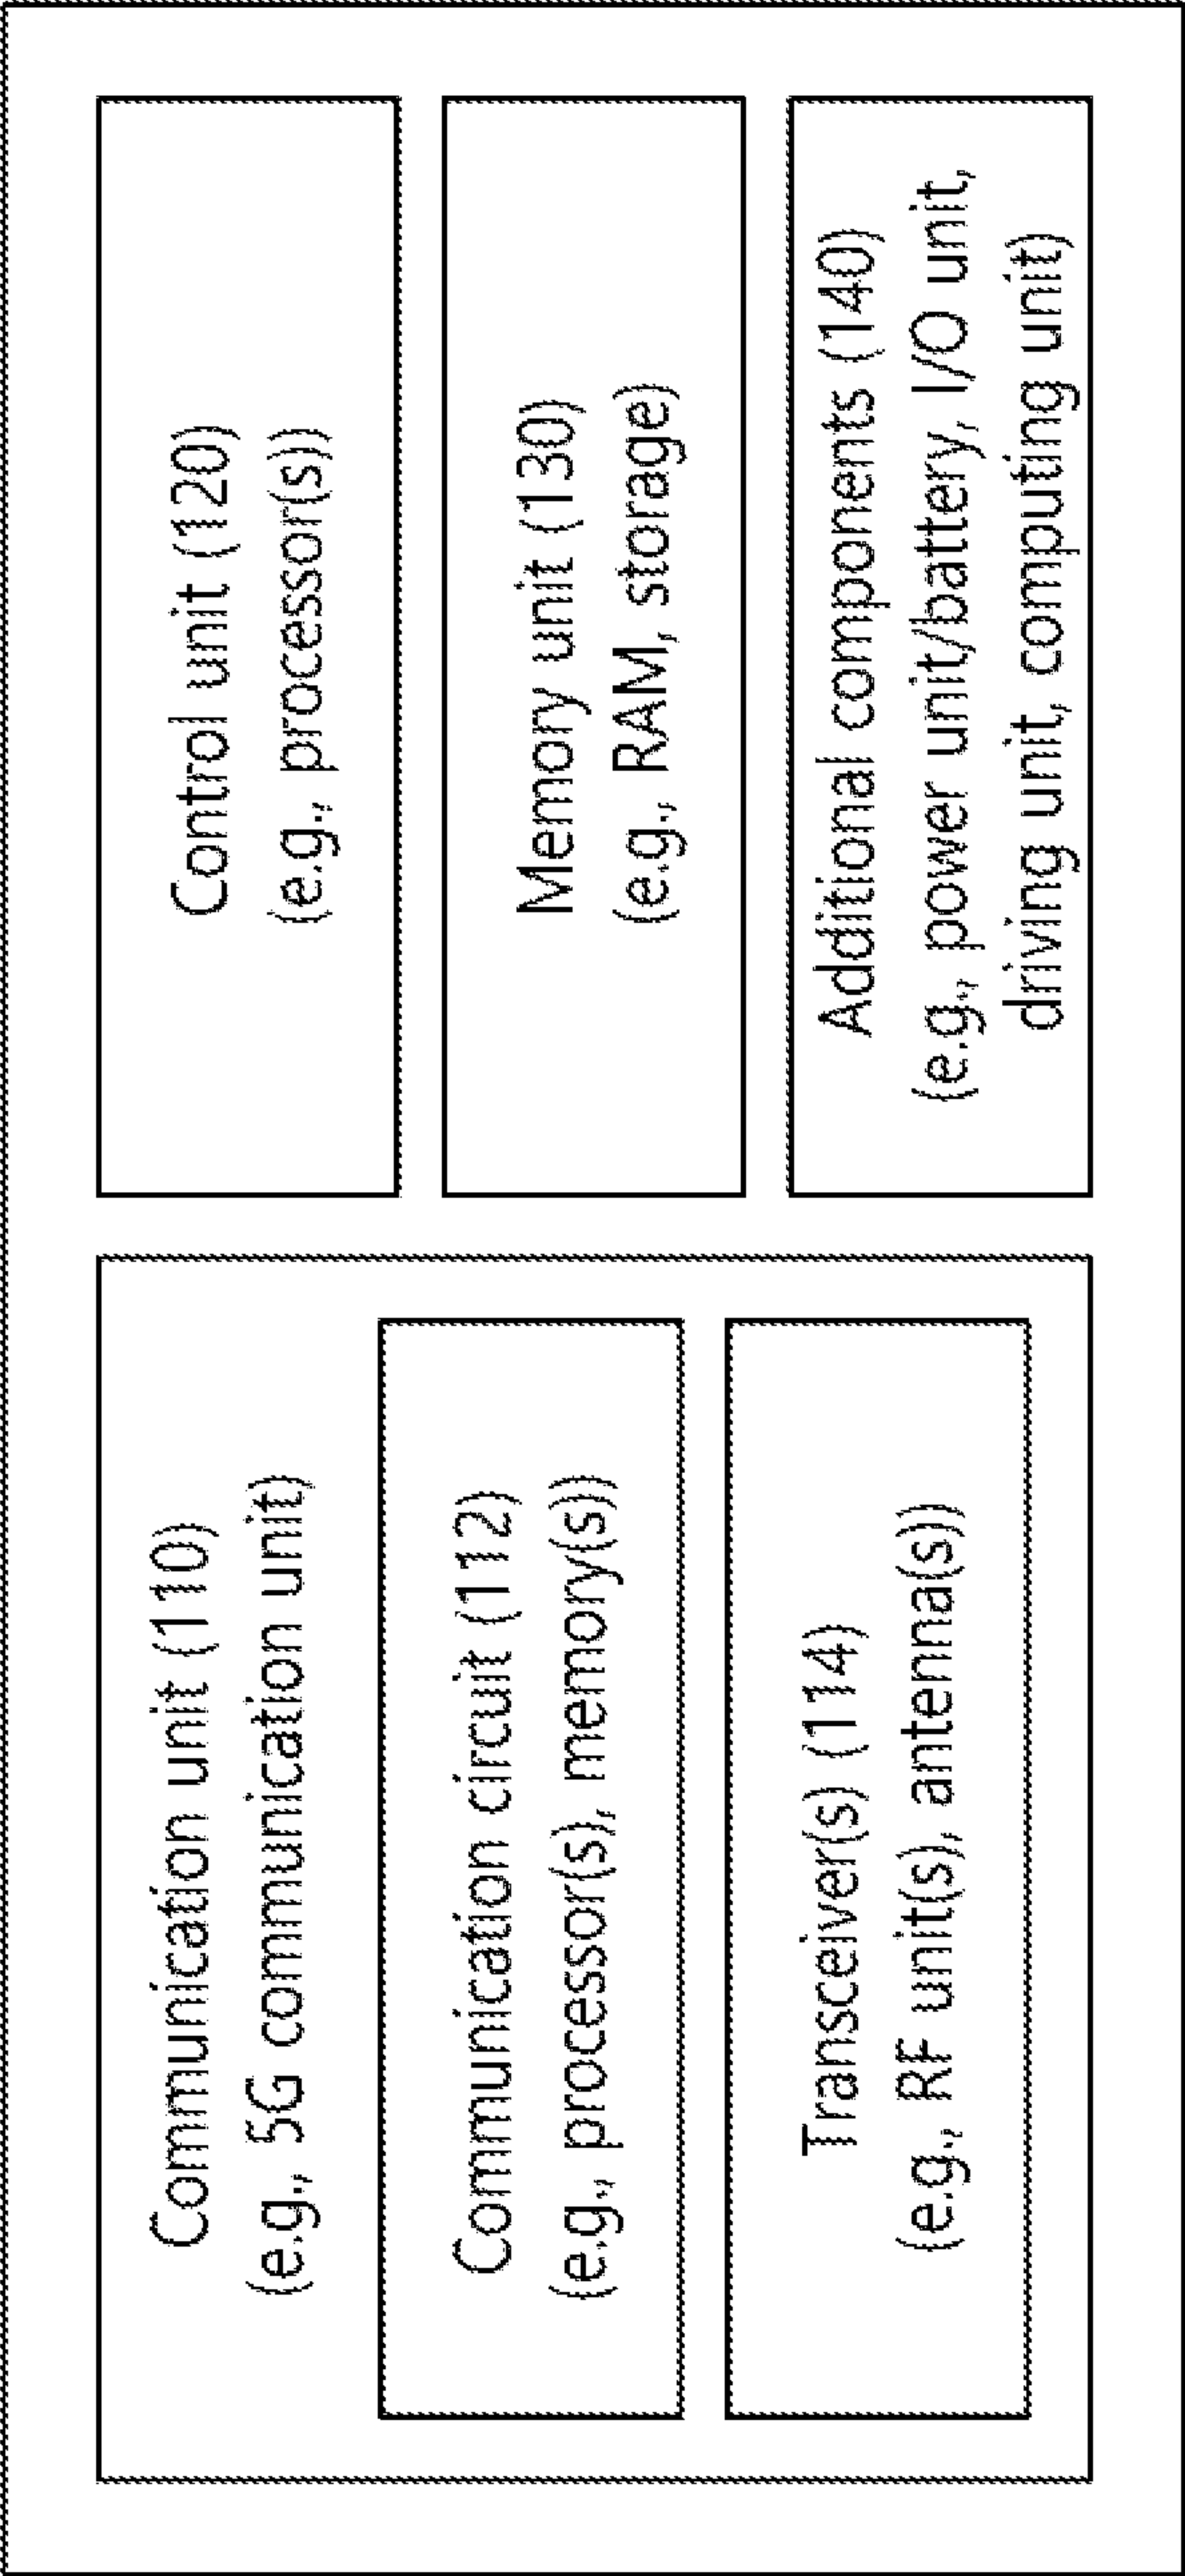 Communication unit (110)
(e.g., 5G communication unit)
Communication circuit (112)
(e.g., processor(s), memory(s))
Transceiver(s) (114)
(e.g., RF unit(s), antenna(s))
Control unit (120)
(e.g., processor(s))
Memory unit (130)
(e.g., RAM, storage)
Additional components (140)
(e.g., power unit/battery, I/O unit,
driving unit, computing unit)